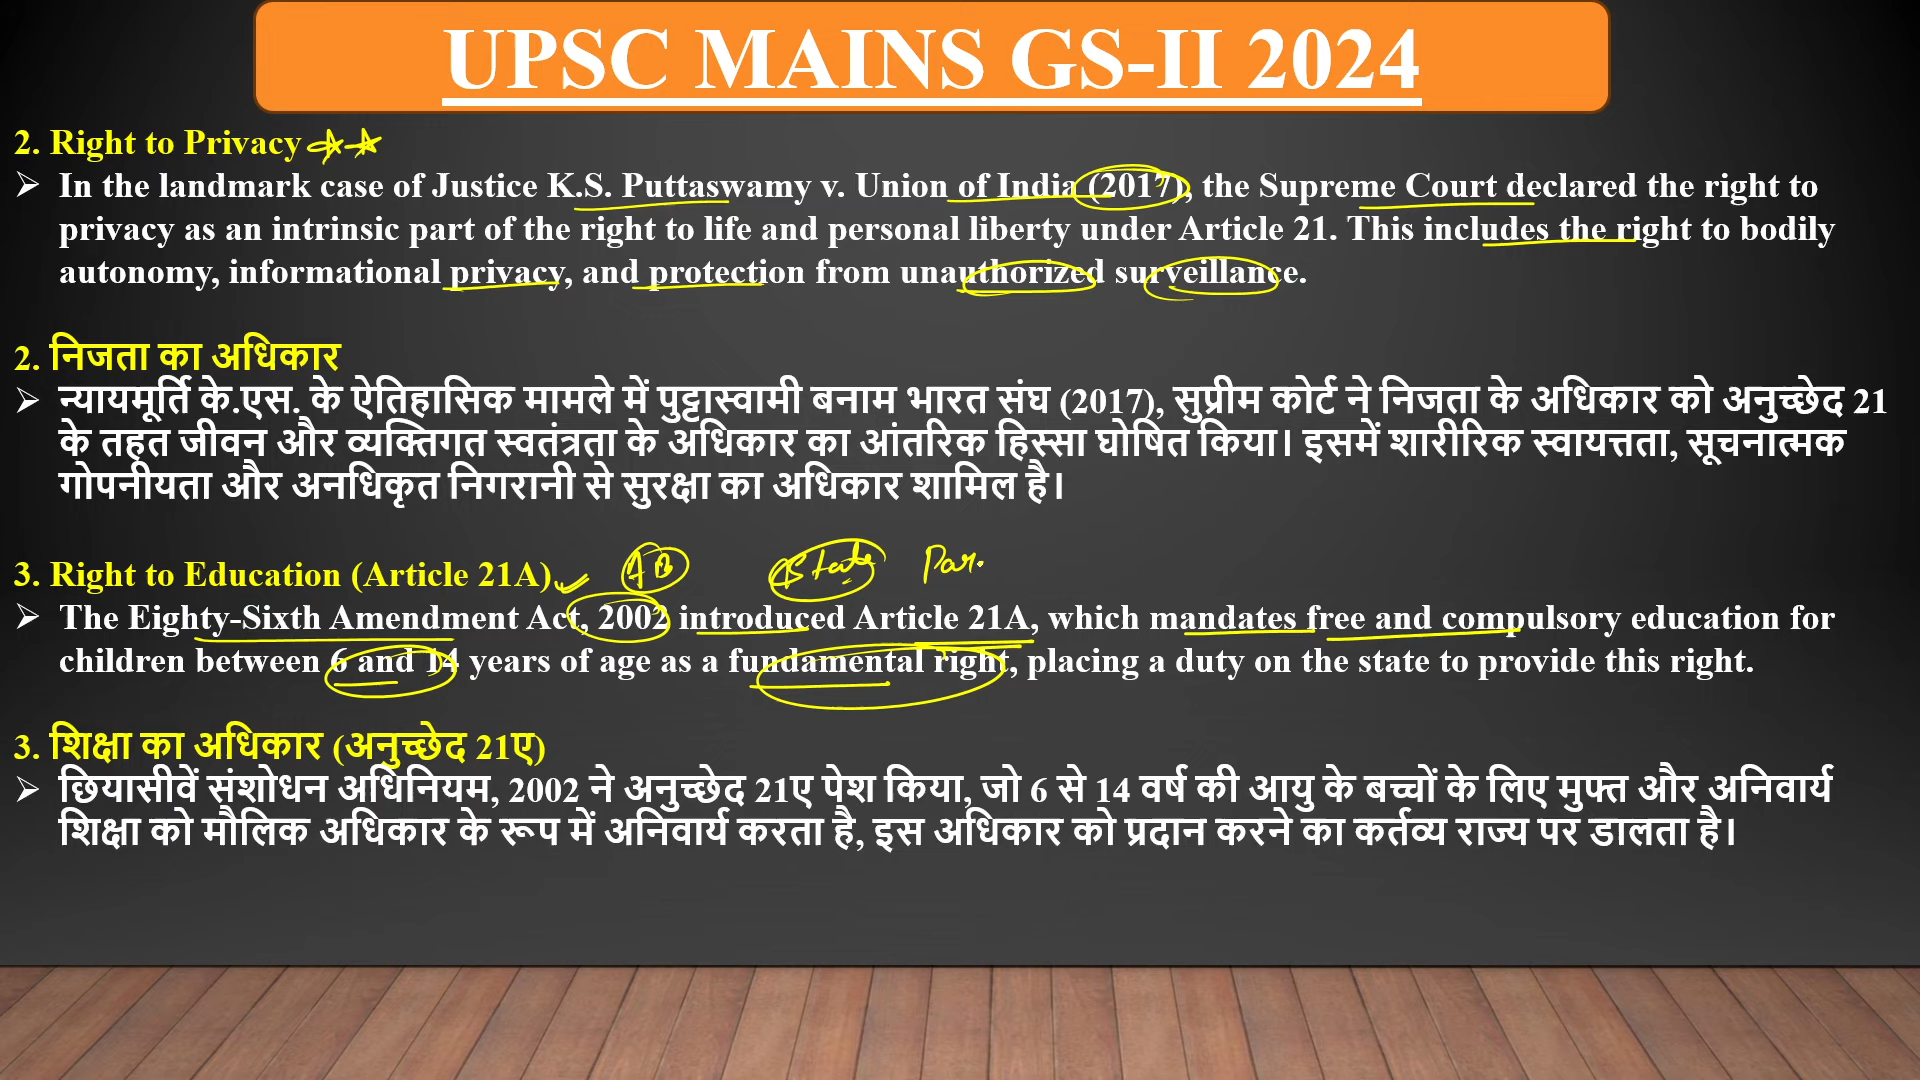 UPSC MAINS GS-II 2024
2. Right to Privacy
➢ In the landmark case of Justice K.S. Puttaswamy v. Union of India (2017), the Supreme Court declared the right to
privacy as an intrinsic part of the right to life and personal liberty under Article 21. This includes the right to bodily
autonomy, informational privacy, and protection from unauthorized surveillance.
2. निजता का अधिकार
➢ न्यायमूर्ति के.एस. के ऐतिहासिक मामले में पुट्टास्वामी बनाम भारत संघ (2017), सुप्रीम कोर्ट ने निजता के अधिकार को अनुच्छेद 21
के तहत जीवन और व्यक्तिगत स्वतंत्रता के अधिकार का आंतरिक हिस्सा घोषित किया। इसमें शारीरिक स्वायत्तता, सूचनात्मक
गोपनीयता और अनधिकृत निगरानी से सुरक्षा का अधिकार शामिल है।
3. Right to Education (Article 21A) Par.
➢ The Eighty-Sixth Amendment Act, 2002 introduced Article 21A, which mandates free and compulsory education for
children between 6 and 14 years of age as a fundamental right, placing a duty on the state to provide this right.
3. शिक्षा का अधिकार (अनुच्छेद 21ए)
➢ छियासीवें संशोधन अधिनियम, 2002 ने अनुच्छेद 21ए पेश किया, जो 6 से 14 वर्ष की आयु के बच्चों के लिए मुफ्त और अनिवार्य
शिक्षा को मौलिक अधिकार के रूप में अनिवार्य करता है, इस अधिकार को प्रदान करने का कर्तव्य राज्य पर डालता है।